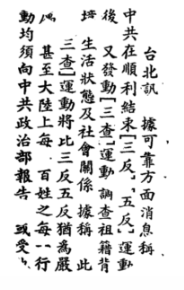 台北訊 據可靠方面消息稱
中共在順利結束[三反、五反]運動
後 又發動[三查]運動 調查祖籍背
生活狀態及社會關係 據稱 此
三查]運動將比三反五反猶為嚴
甚至大陸上每 百姓之每一行
動均須向中共政治部報告 或受